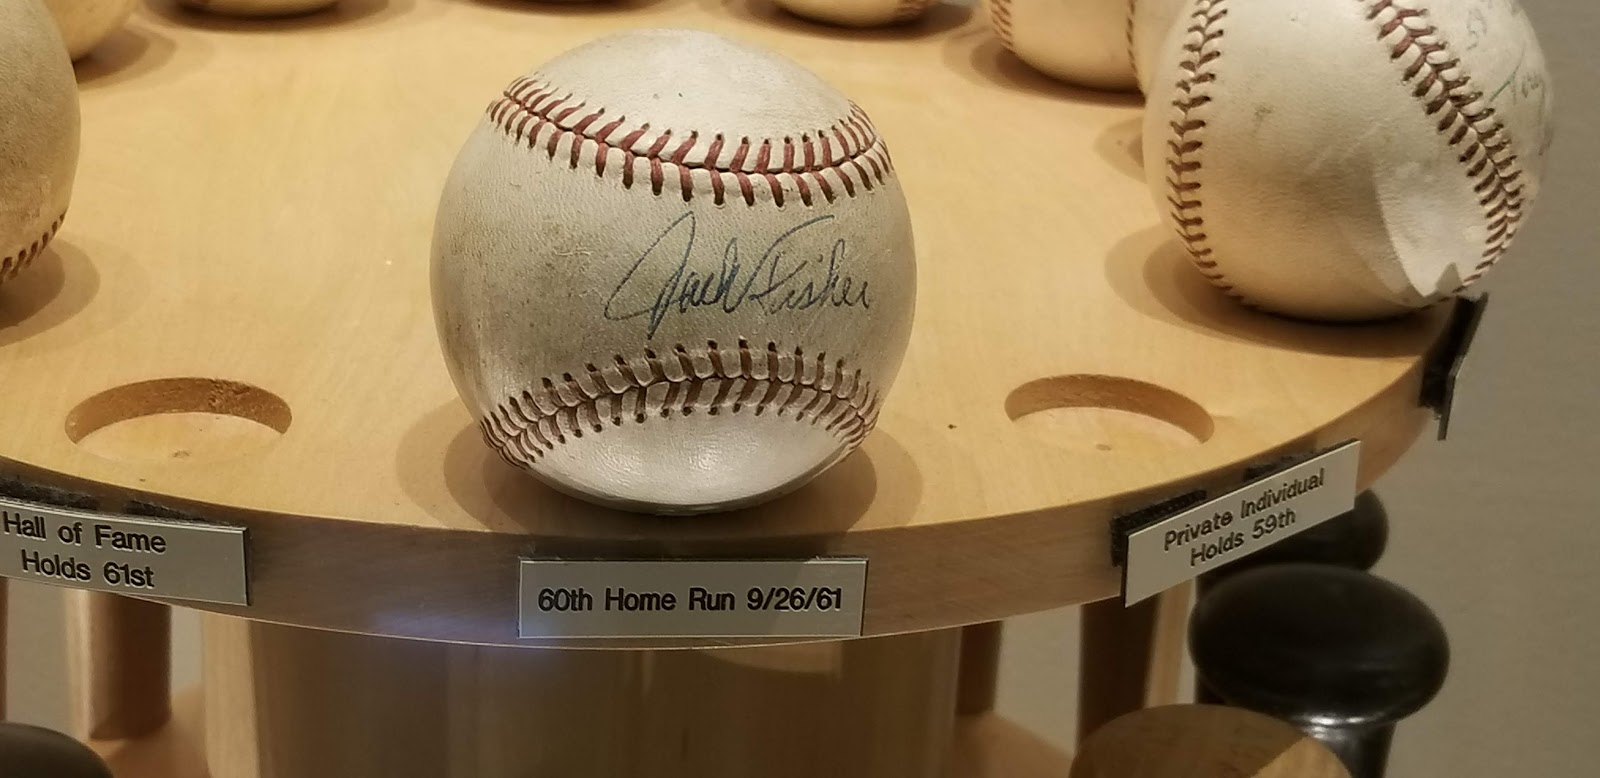 Jack Fisher
Hall of Fame
Holds 61st
60th Home Run 9/26/61
Private Individual
Holds 59th